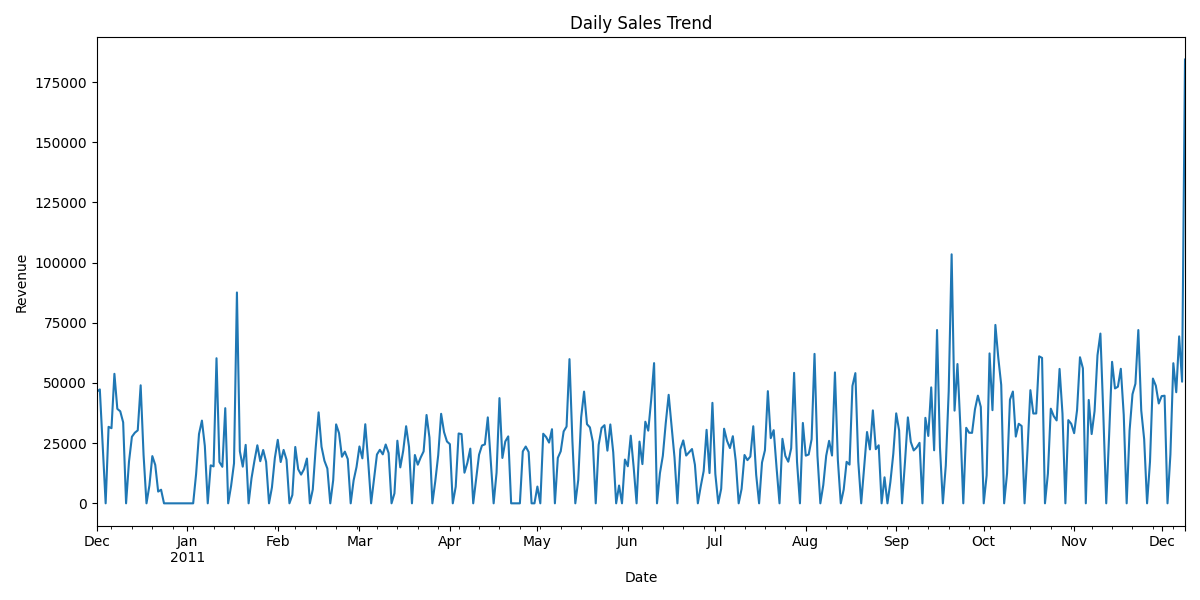 Daily Sales Trend
Revenue
175000
150000
125000
100000
75000
50000
25000
0
Dec Jan Feb Mar Apr May Jun Jul Aug Sep Oct Nov Dec
2011
Date